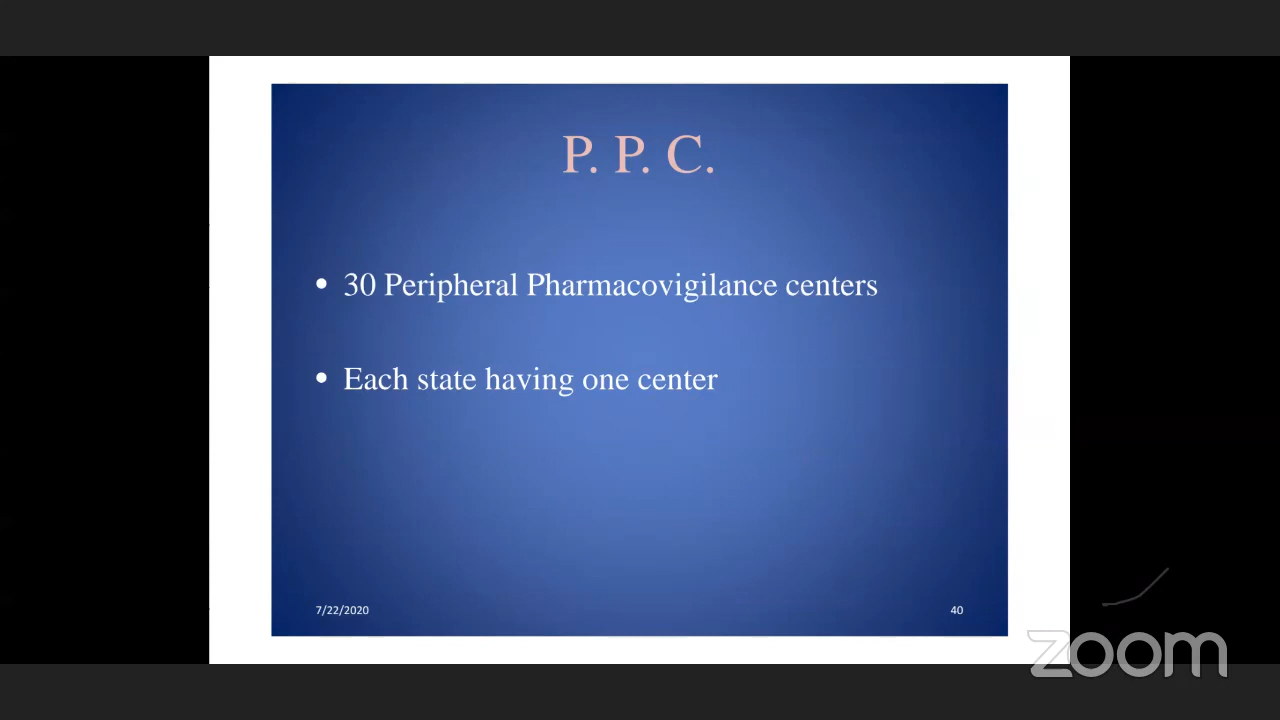 P. P. C.
• 30 Peripheral Pharmacovigilance centers
• Each state having one center
7/22/2020
40
zoom